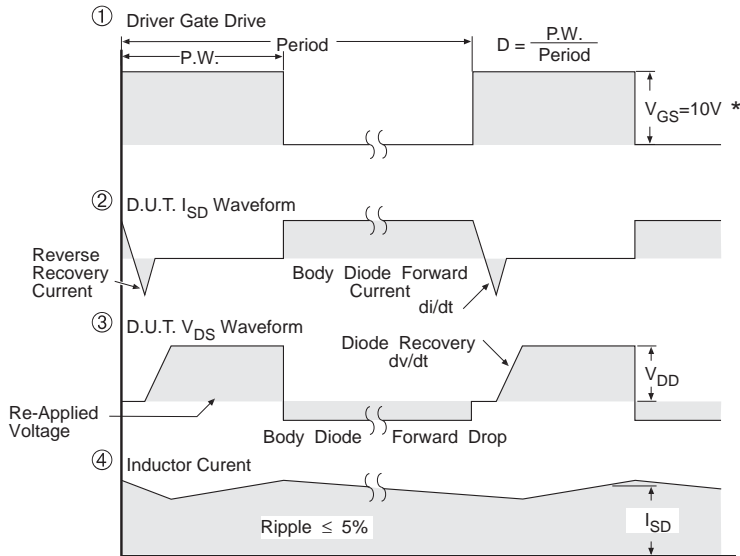 ① Driver Gate Drive
P.W.
Period
D = P.W.
Period
V_GS=10V *
② D.U.T. I_SD Waveform
Reverse
Recovery
Current
Body Diode Forward
Current
di/dt
③ D.U.T. V_DS Waveform
Diode Recovery
dv/dt
V_DD
Re-Applied
Voltage
Body Diode Forward Drop
④ Inductor Curent
Ripple ≤ 5%
I_SD